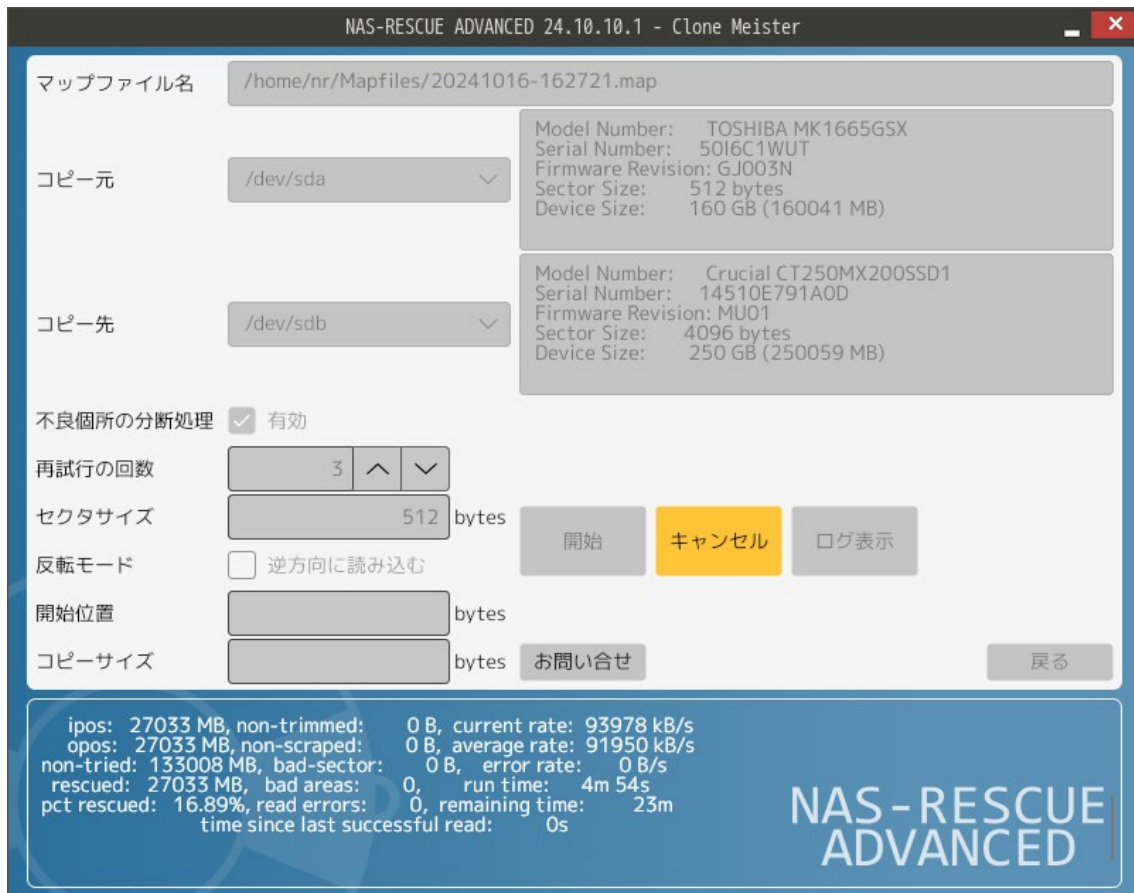 NAS-RESCUE ADVANCED 24.10.10.1 - Clone Meister
マップファイル名
/home/nr/Mapfiles/20241016-162721.map
コピー元
/dev/sda
Model Number: TOSHIBA MK1665GSX
Serial Number: 50I6C1WUT
Firmware Revision: GJ003N
Sector Size: 512 bytes
Device Size: 160 GB (160041 MB)
コピー先
/dev/sdb
Model Number: Crucial CT250MX200SSD1
Serial Number: 14510E791A0D
Firmware Revision: MU01
Sector Size: 4096 bytes
Device Size: 250 GB (250059 MB)
不良個所の分断処理 有効
再試行の回数 3
セクタサイズ 512 bytes
開始 キャンセル ログ表示
反転モード 逆方向に読み込む
開始位置 bytes
コピーサイズ bytes お問い合せ 戻る
ipos: 27033 MB, non-trimmed: 0 B, current rate: 93978 kB/s
opos: 27033 MB, non-scraped: 0 B, average rate: 91950 kB/s
non-tried: 133008 MB, bad-sector: 0 B, error rate: 0 B/s
rescued: 27033 MB, bad areas: 0, run time: 4m 54s
pct rescued: 16.89%, read errors: 0, remaining time: 23m
time since last successful read: 0s
NAS-RESCUE
ADVANCED